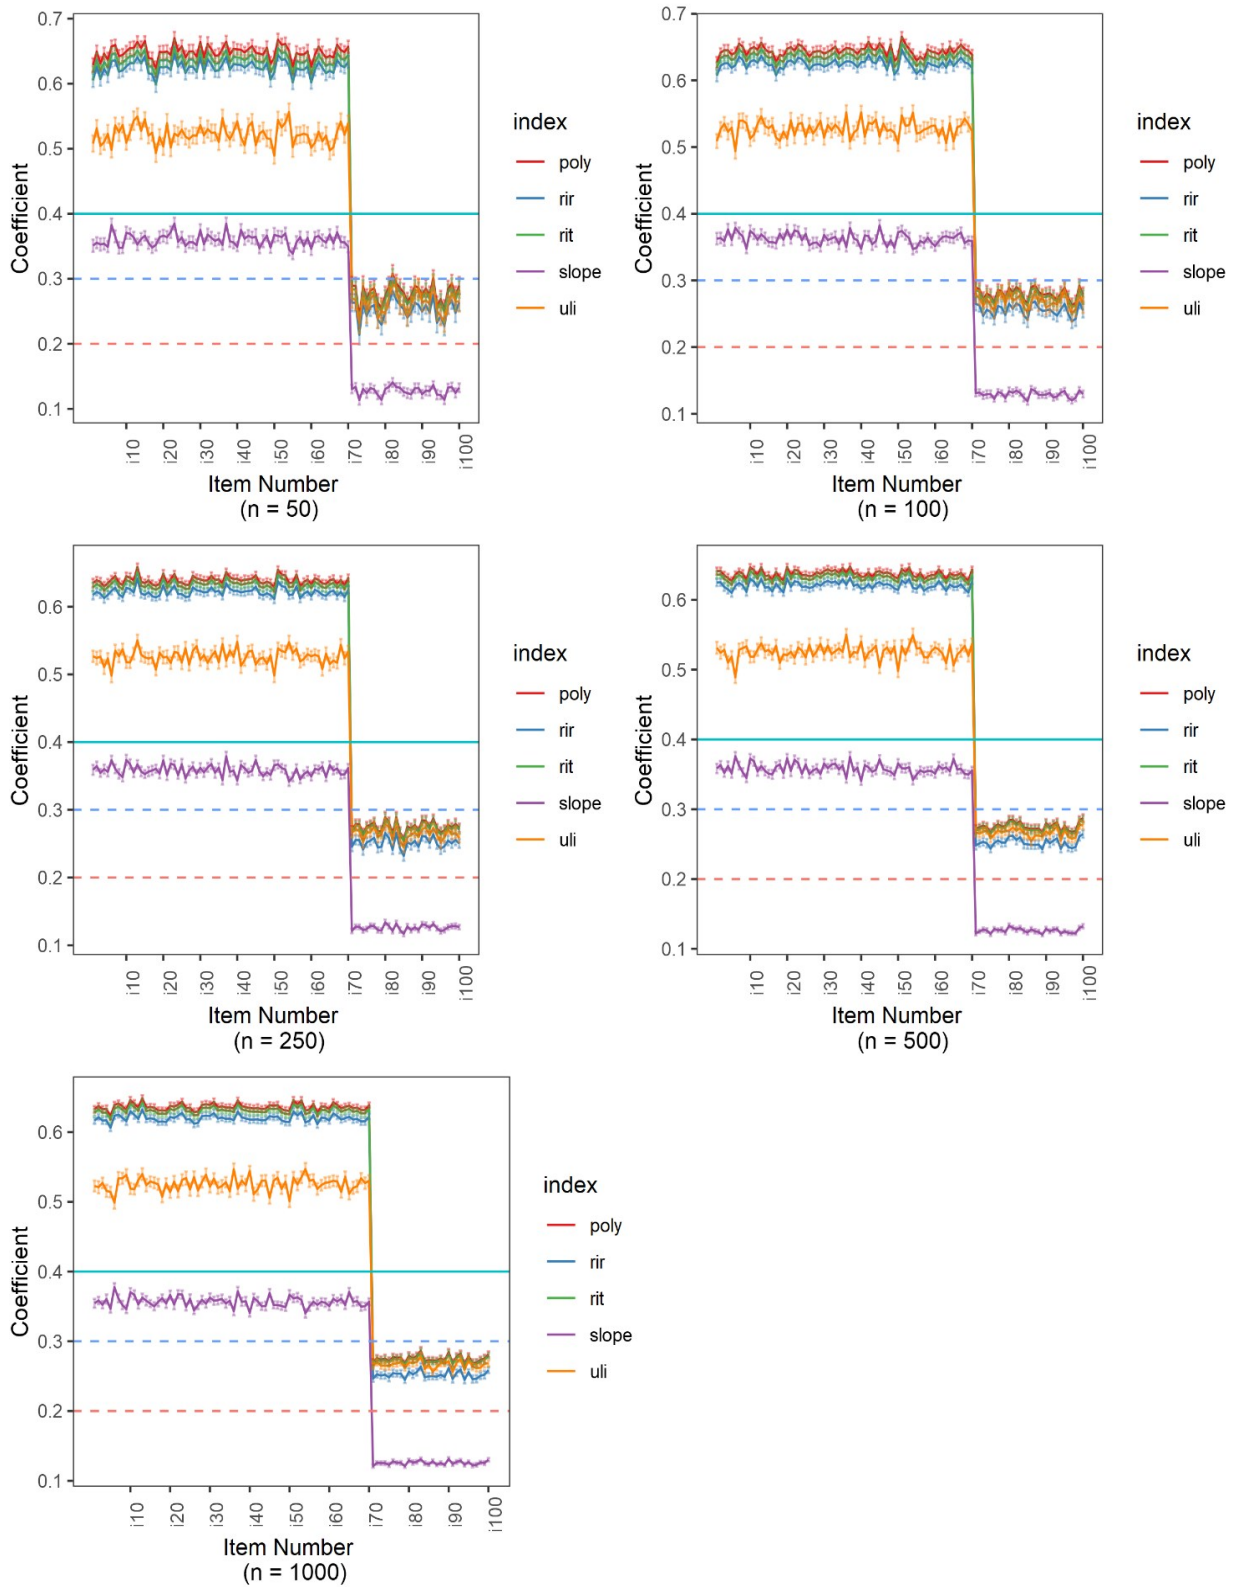 0.7
0.6
0.5
0.4
0.3
0.2
0.1
Coefficient
i10
i20
i30
i40
i50
i60
i70
i80
i90
i100
Item Number
(n = 50)
index
poly
rir
rit
slope
uli
0.7
0.6
0.5
0.4
0.3
0.2
0.1
Coefficient
i10
i20
i30
i40
i50
i60
i70
i80
i90
i100
Item Number
(n = 100)
index
poly
rir
rit
slope
uli
0.6
0.5
0.4
0.3
0.2
0.1
Coefficient
i10
i20
i30
i40
i50
i60
i70
i80
i90
i100
Item Number
(n = 250)
index
poly
rir
rit
slope
uli
0.6
0.5
0.4
0.3
0.2
0.1
Coefficient
i10
i20
i30
i40
i50
i60
i70
i80
i90
i100
Item Number
(n = 500)
index
poly
rir
rit
slope
uli
0.6
0.5
0.4
0.3
0.2
0.1
Coefficient
i10
i20
i30
i40
i50
i60
i70
i80
i90
i100
Item Number
(n = 1000)
index
poly
rir
rit
slope
uli